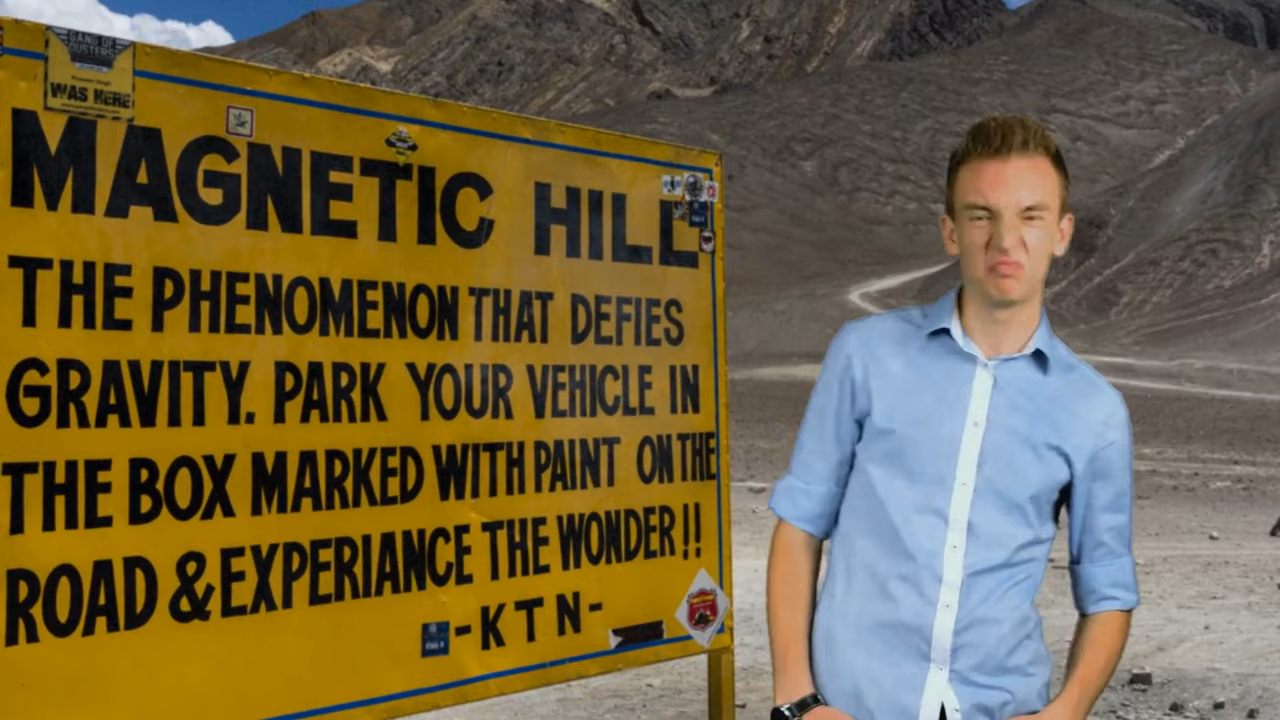 GANG OF
DUSTERS
WAS HERE
MAGNETIC HILL
THE PHENOMENON THAT DEFIES
GRAVITY. PARK YOUR VEHICLE IN
THE BOX MARKED WITH PAINT ON THE
ROAD & EXPERIANCE THE WONDER !!
-KTN-